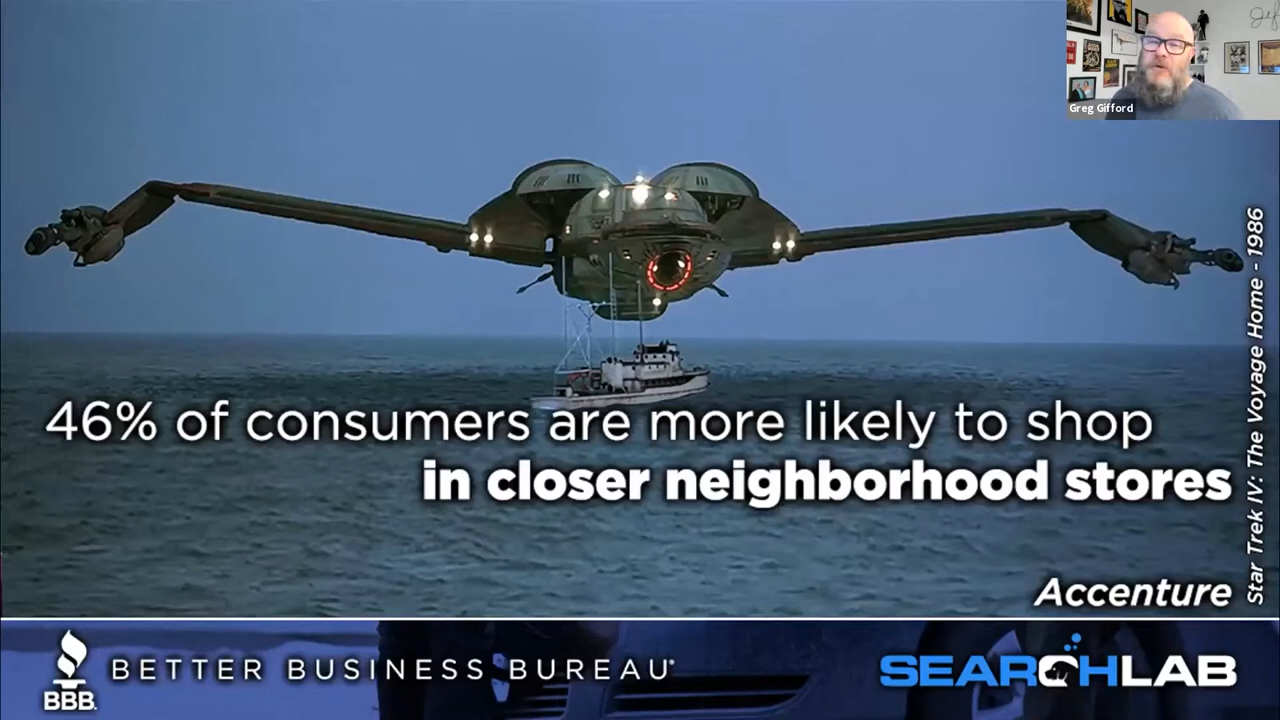 Greg Gifford
46% of consumers are more likely to shop
in closer neighborhood stores
Accenture
Star Trek IV: The Voyage Home - 1986
BBB.
BETTER BUSINESS BUREAU®
SEARCHLAB